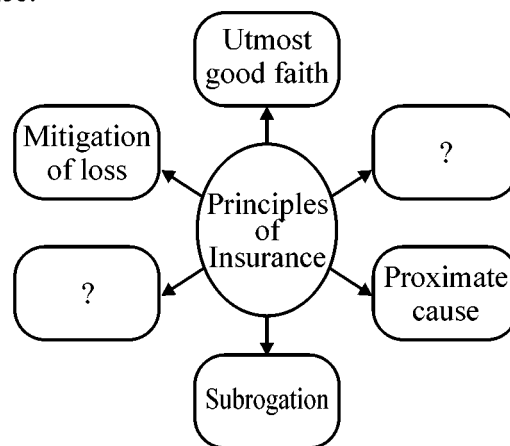 Utmost
good faith
Mitigation
of loss
?
Principles
of
Insurance
?
Proximate
cause
Subrogation